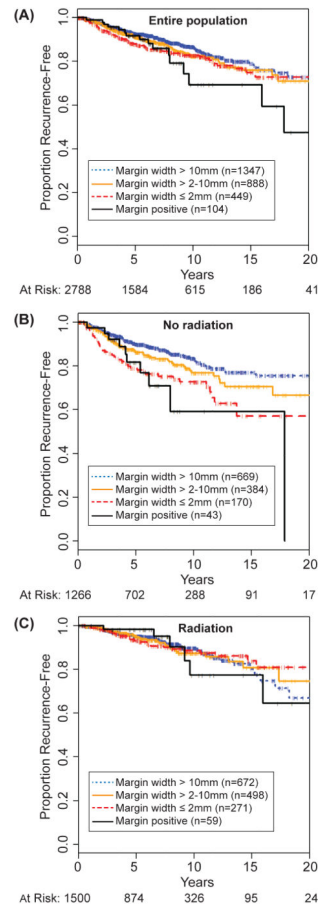 (A)
Entire population
Proportion Recurrence-Free
1.0
0.8
0.6
0.4
0.2
0.0
Margin width > 10mm (n=1347)
Margin width > 2-10mm (n=888)
Margin width ≤ 2mm (n=449)
Margin positive (n=104)
0 5 10 15 20
Years
At Risk: 2788 1584 615 186 41
(B)
No radiation
Proportion Recurrence-Free
1.0
0.8
0.6
0.4
0.2
0.0
Margin width > 10mm (n=669)
Margin width > 2-10mm (n=384)
Margin width ≤ 2mm (n=170)
Margin positive (n=43)
0 5 10 15 20
Years
At Risk: 1266 702 288 91 17
(C)
Radiation
Proportion Recurrence-Free
1.0
0.8
0.6
0.4
0.2
0.0
Margin width > 10mm (n=672)
Margin width > 2-10mm (n=498)
Margin width ≤ 2mm (n=271)
Margin positive (n=59)
0 5 10 15 20
Years
At Risk: 1500 874 326 95 24